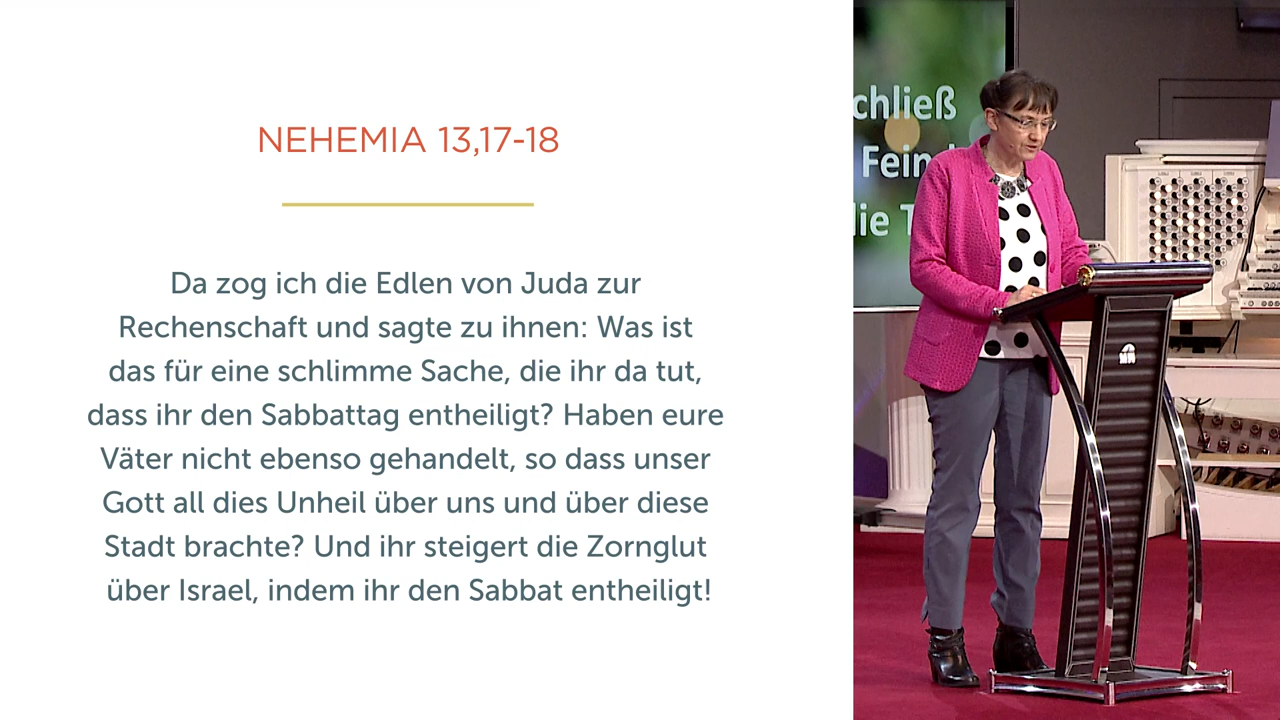 NEHEMIA 13,17-18
Da zog ich die Edlen von Juda zur
Rechenschaft und sagte zu ihnen: Was ist
das für eine schlimme Sache, die ihr da tut,
dass ihr den Sabbattag entheiligt? Haben eure
Väter nicht ebenso gehandelt, so dass unser
Gott all dies Unheil über uns und über diese
Stadt brachte? Und ihr steigert die Zornglut
über Israel, indem ihr den Sabbat entheiligt!
chließ
Fein
die T